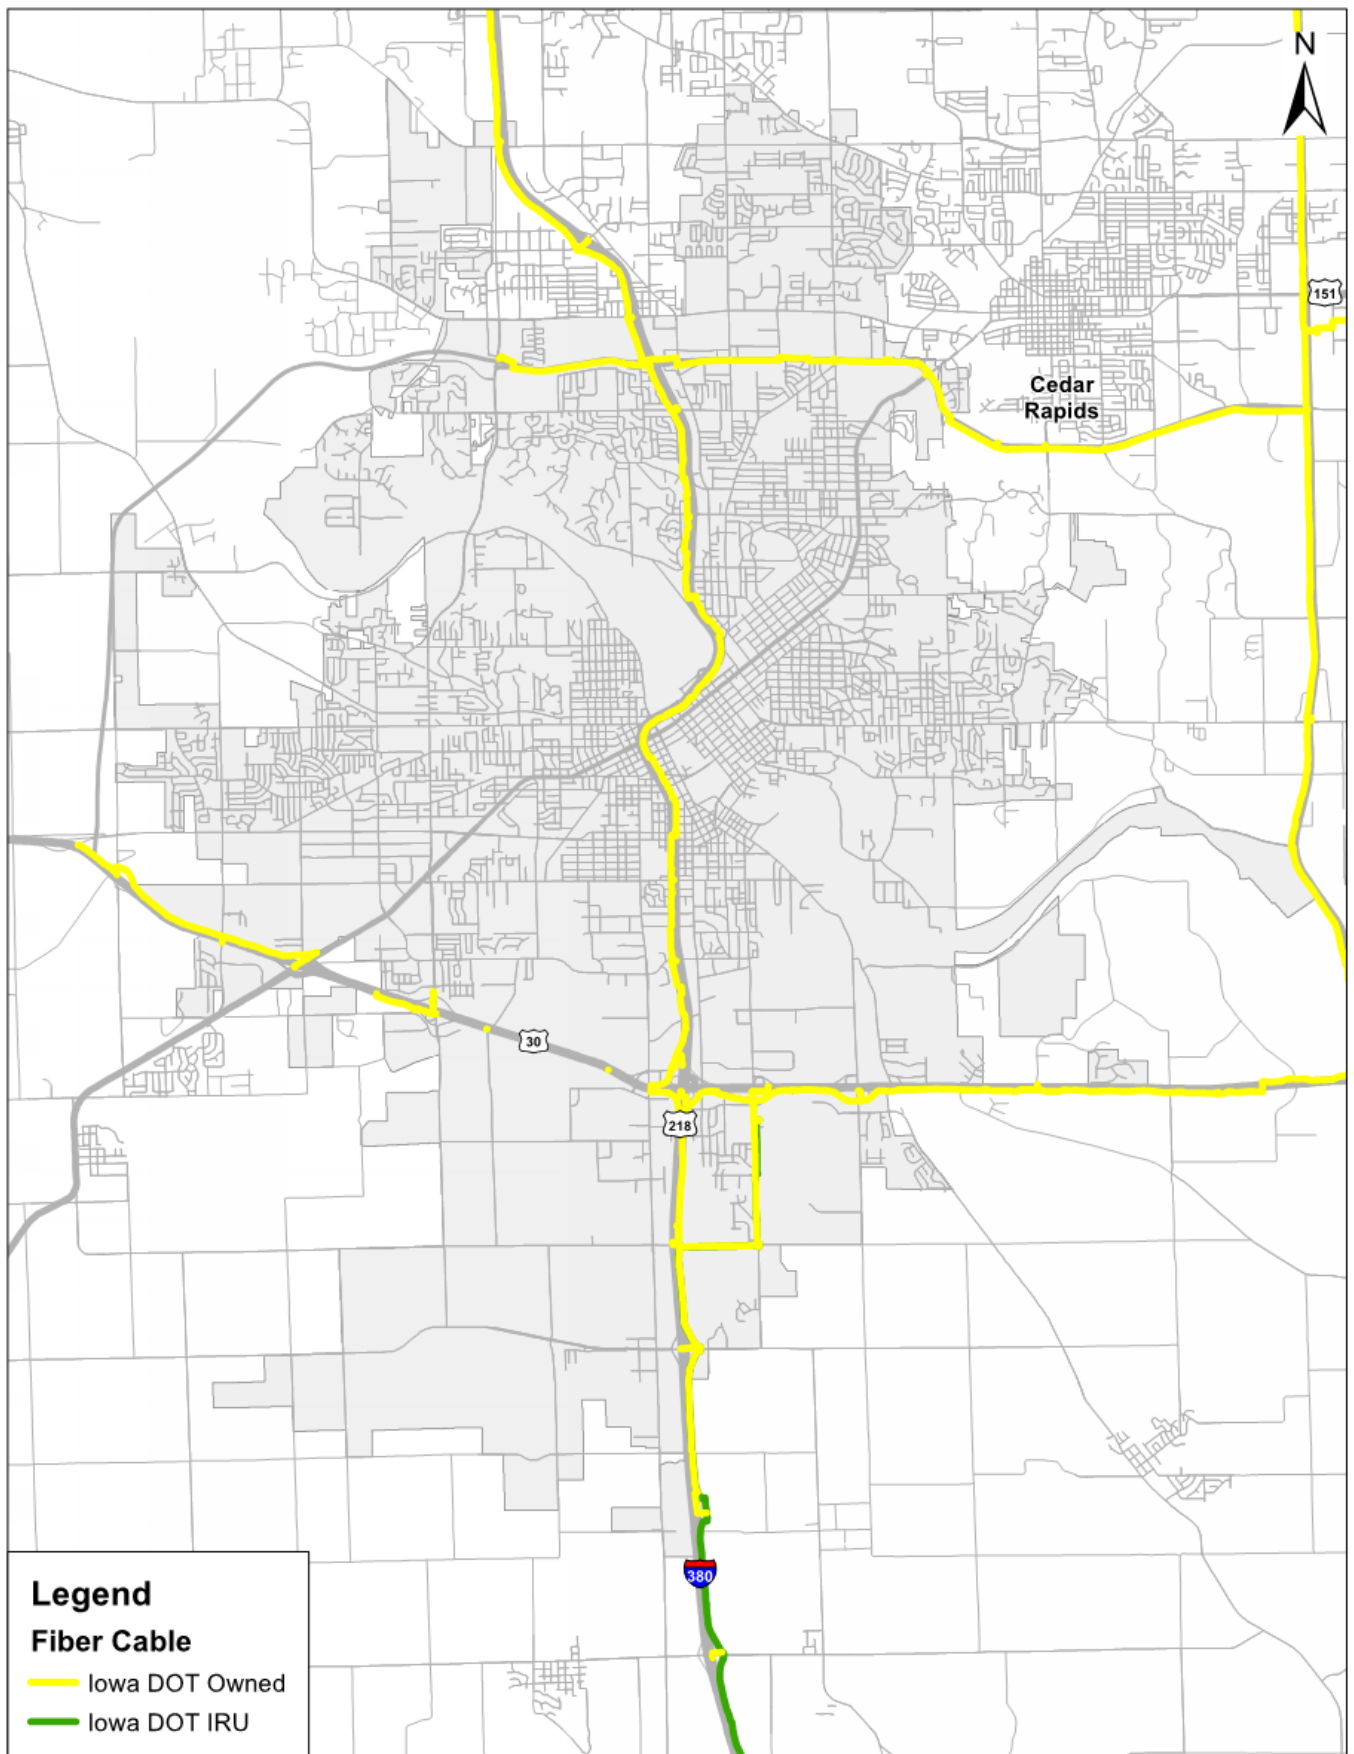 N
151
Cedar
Rapids
30
218
380
Legend
Fiber Cable
Iowa DOT Owned
Iowa DOT IRU